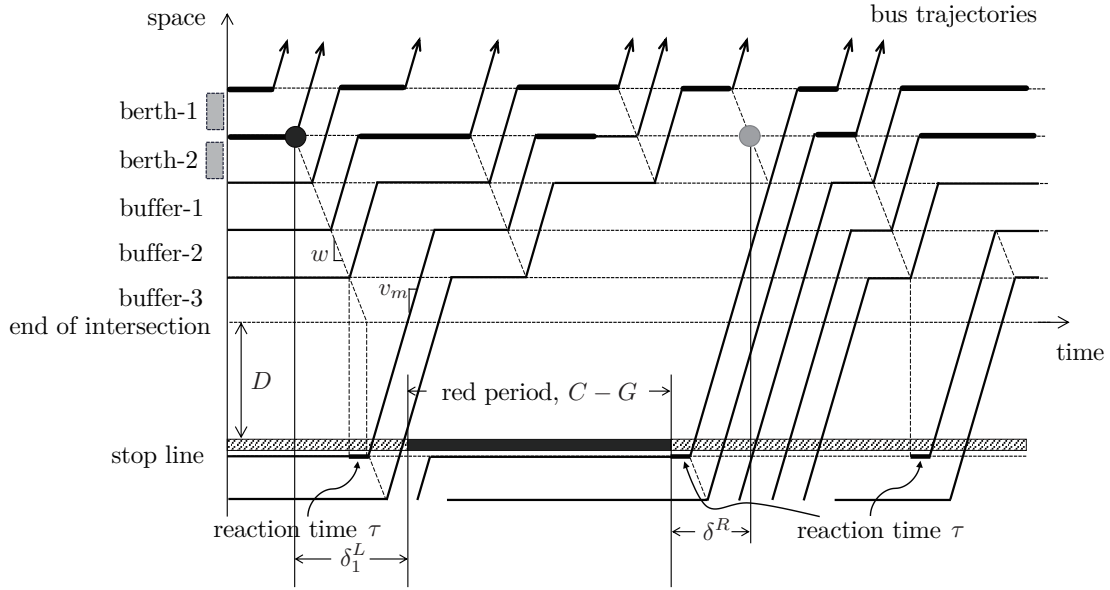 space
bus trajectories
berth-1
berth-2
buffer-1
buffer-2
w
v_m
buffer-3
end of intersection
time
D
red period, C − G
stop line
reaction time τ
δ^R
reaction time τ
δ_1^L